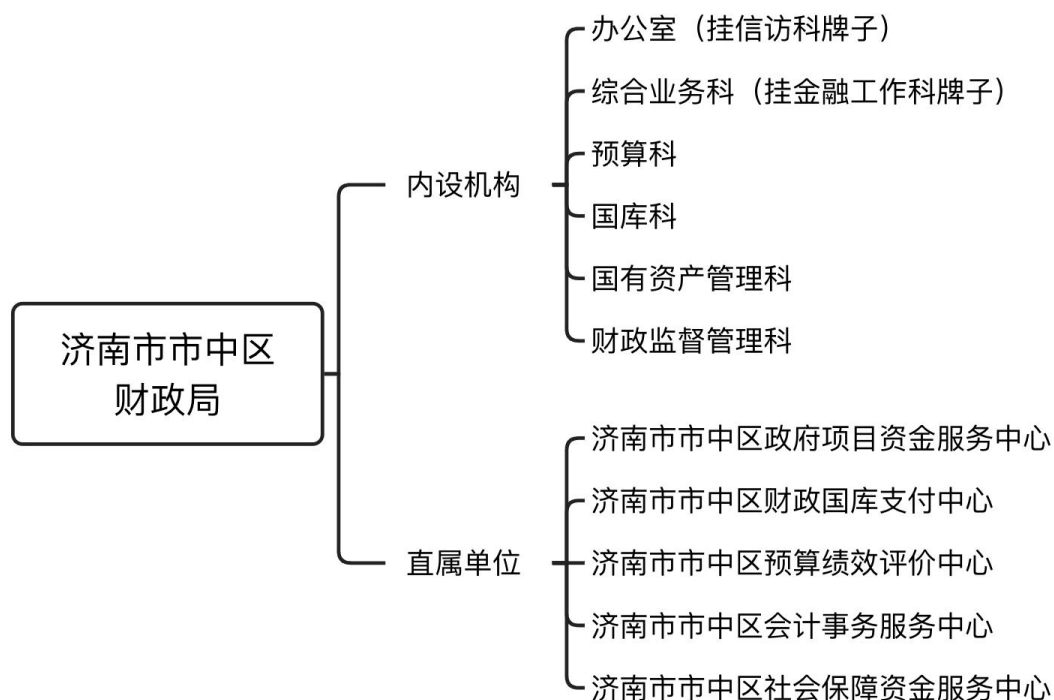 济南市市中区
财政局
内设机构
办公室（挂信访科牌子）
综合业务科（挂金融工作科牌子）
预算科
国库科
国有资产管理科
财政监督管理科
直属单位
济南市市中区政府项目资金服务中心
济南市市中区财政国库支付中心
济南市市中区预算绩效评价中心
济南市市中区会计事务服务中心
济南市市中区社会保障资金服务中心